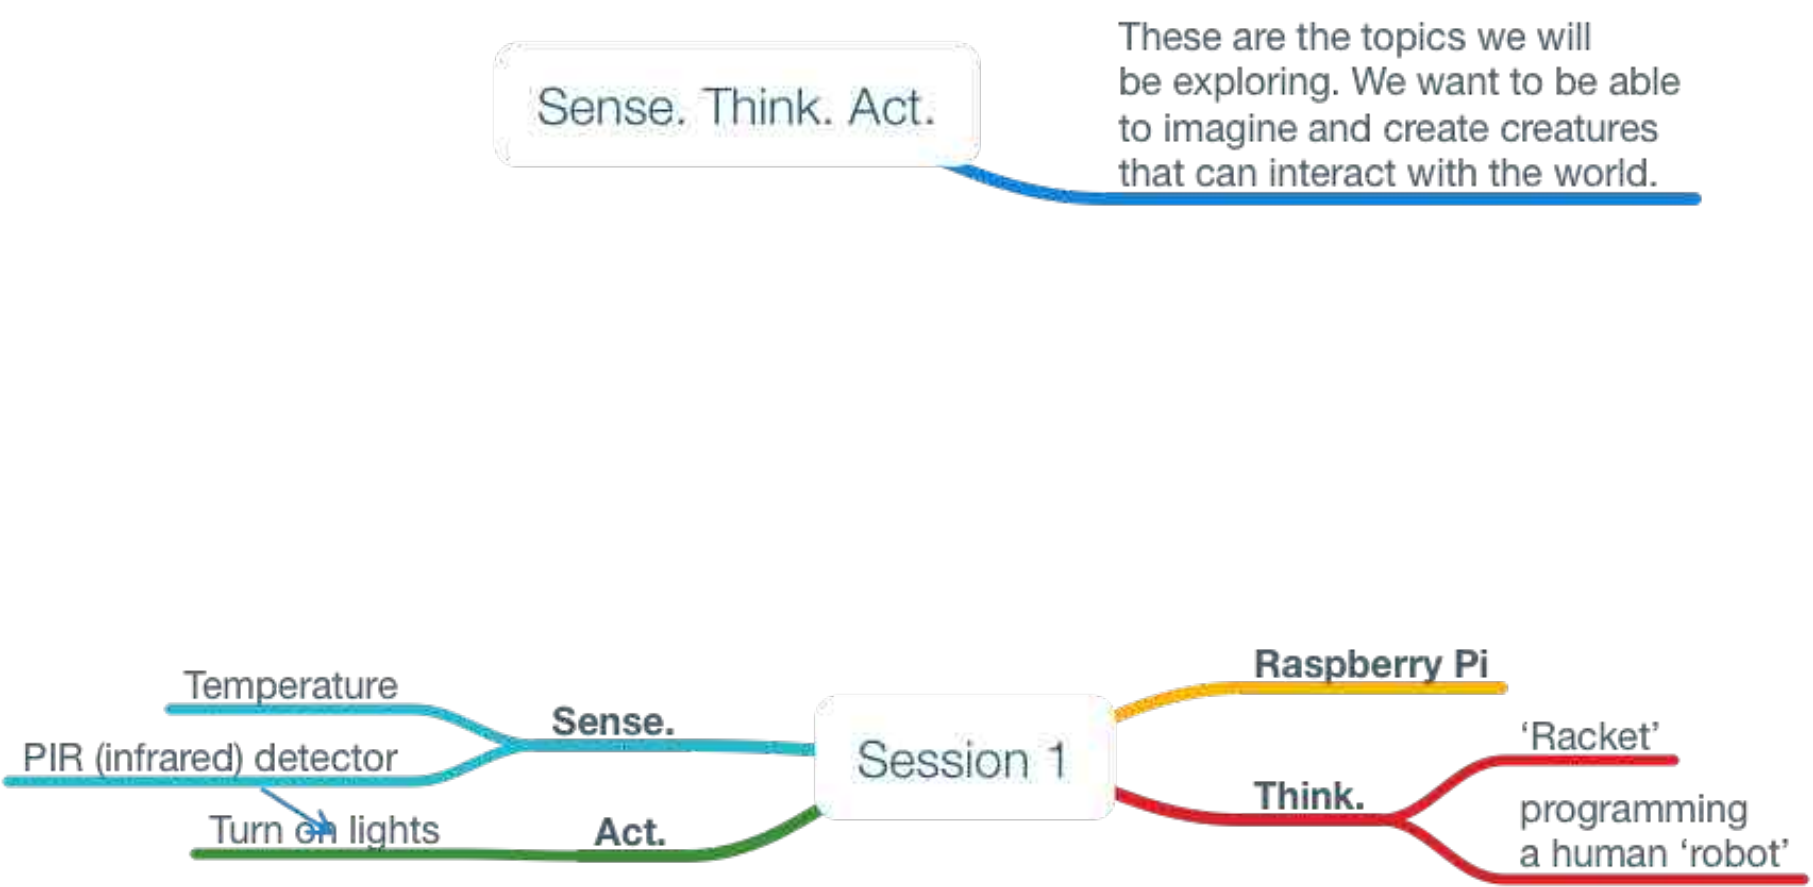 Sense. Think. Act.
These are the topics we will
be exploring. We want to be able
to imagine and create creatures
that can interact with the world.
Session 1
Raspberry Pi
Think.
‘Racket’
programming
a human ‘robot’
Sense.
Temperature
PIR (infrared) detector
Act.
Turn on lights